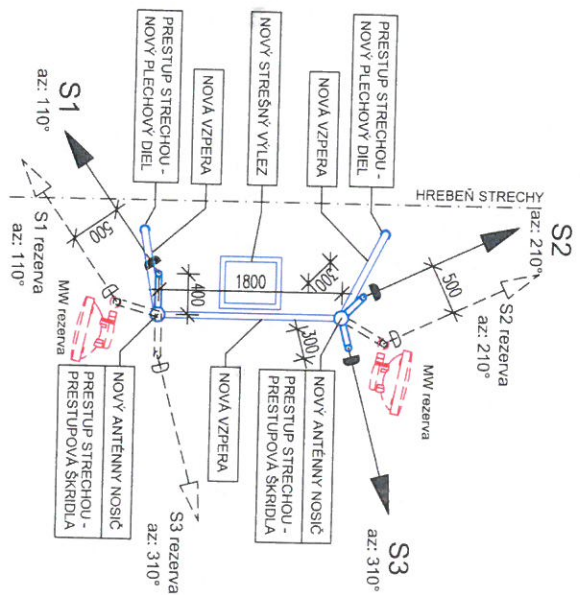 S2
az: 210°
S2 rezerva
az: 210°
500
MW rezerva
HREBEŇ STRECHY
PRESTUP STRECHOU -
NOVÝ PLECHOVÝ DIEL
NOVÁ VZPERA
300
S3
az: 310°
NOVÝ ANTÉNNY NOSIČ
PRESTUP STRECHOU -
PRESTUPOVÁ ŠKRIDLA
300
NOVÝ STREŠNÝ VÝLEZ
1800
NOVÁ VZPERA
NOVÁ VZPERA
400
S3 rezerva
az: 310°
PRESTUP STRECHOU -
NOVÝ PLECHOVÝ DIEL
NOVÝ ANTÉNNY NOSIČ
PRESTUP STRECHOU -
PRESTUPOVÁ ŠKRIDLA
S1
az: 110°
500
MW rezerva
S1 rezerva
az: 110°